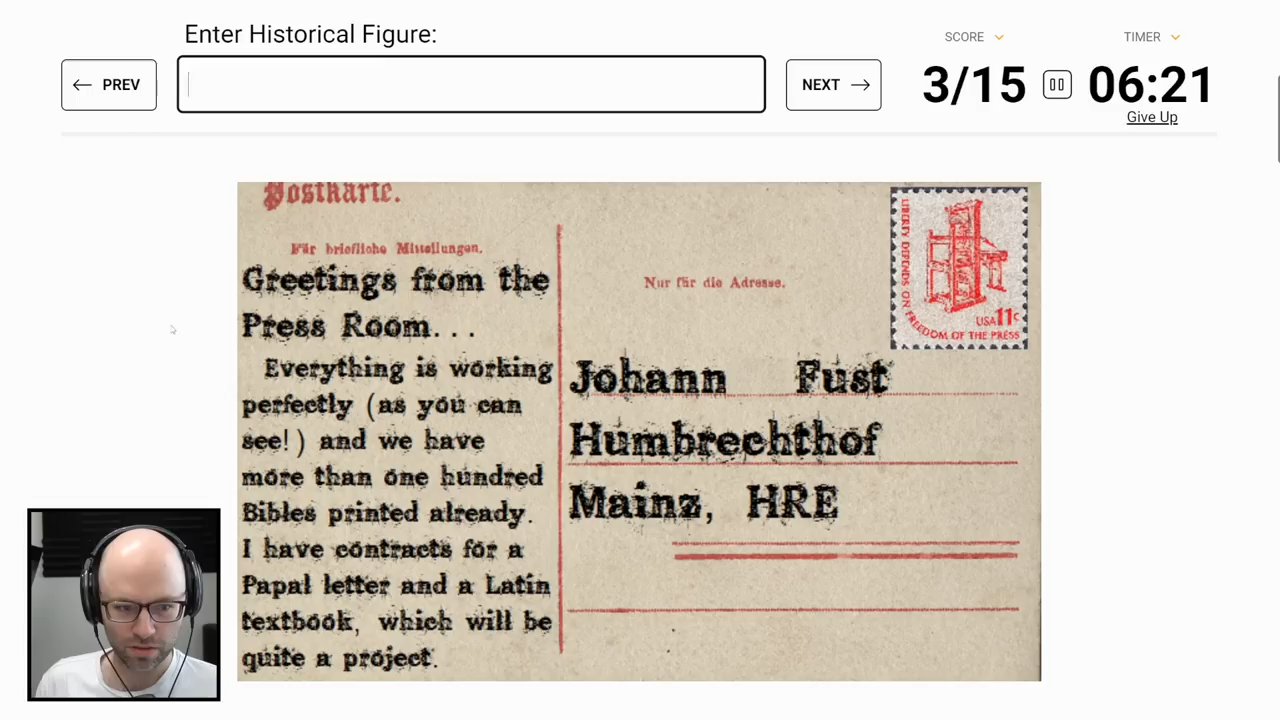 Enter Historical Figure:
SCORE
TIMER
← PREV
NEXT →
3/15
06:21
Give Up
Postkarte.
Für briefliche Mitteilungen.
Greetings from the
Press Room...
Everything is working
perfectly (as you can
see!) and we have
more than one hundred
Bibles printed already.
I have contracts for a
Papal letter and a Latin
textbook, which will be
quite a project.
Nur für die Adresse.
LIBERTY DEPENDS ON FREEDOM OF THE PRESS
USA 11c
Johann Fust
Humbrechthof
Mainz, HRE